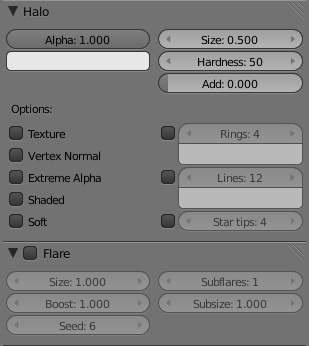 Halo
Alpha: 1.000 Size: 0.500
Hardness: 50
Add: 0.000
Options:
Texture Rings: 4
Vertex Normal
Extreme Alpha Lines: 12
Shaded
Soft Star tips: 4
Flare
Size: 1.000 Subflares: 1
Boost: 1.000 Subsize: 1.000
Seed: 6